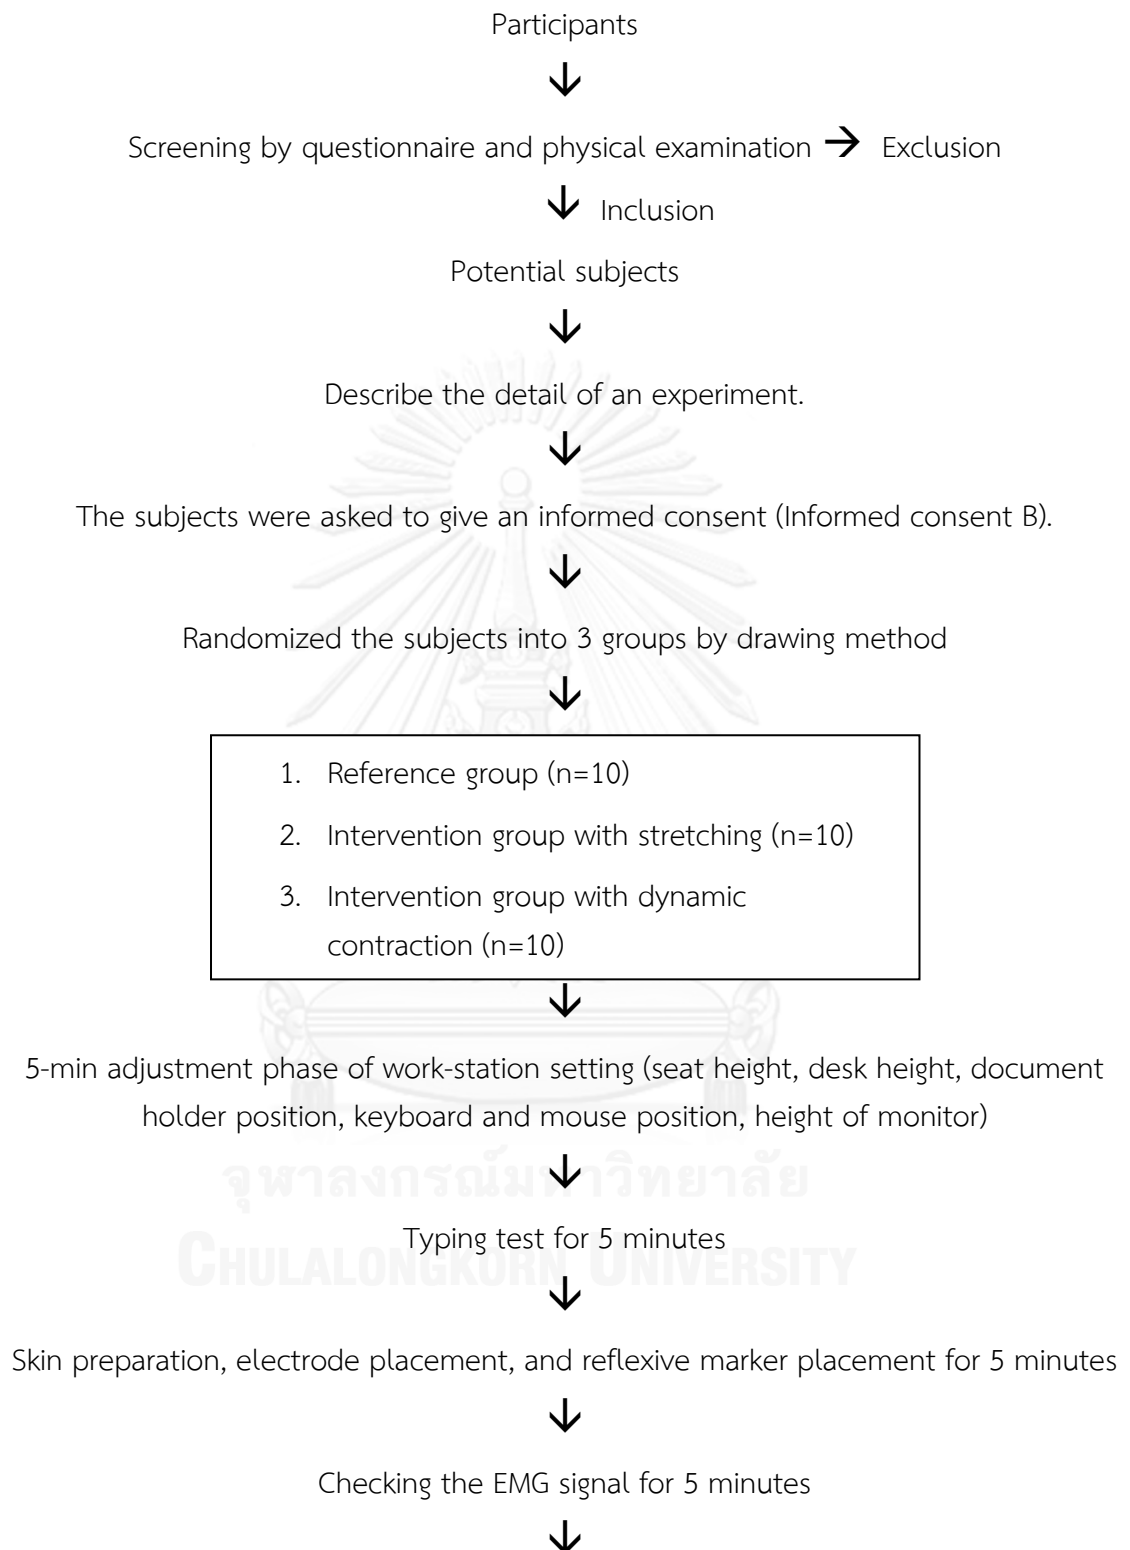 Participants
Screening by questionnaire and physical examination → Exclusion
Inclusion
Potential subjects
Describe the detail of an experiment.
The subjects were asked to give an informed consent (Informed consent B).
Randomized the subjects into 3 groups by drawing method
1. Reference group (n=10)
2. Intervention group with stretching (n=10)
3. Intervention group with dynamic
contraction (n=10)
5-min adjustment phase of work-station setting (seat height, desk height, document
holder position, keyboard and mouse position, height of monitor)
จุฬาลงกรณ์มหาวิทยาลัย
Typing test for 5 minutes
CHULALONGKORN UNIVERSITY
Skin preparation, electrode placement, and reflexive marker placement for 5 minutes
Checking the EMG signal for 5 minutes